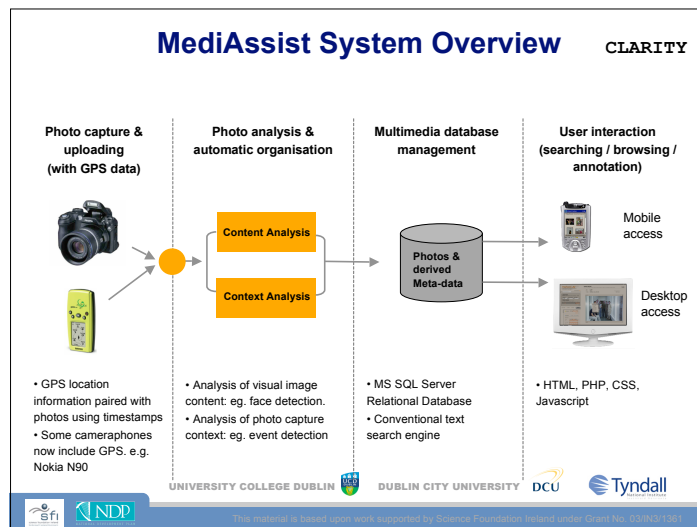 MediAssist System Overview
CLARITY
Photo capture &
uploading
(with GPS data)
Photo analysis &
automatic organisation
Multimedia database
management
User interaction
(searching / browsing /
annotation)
Content Analysis
Context Analysis
Photos &
derived
Meta-data
Mobile
access
Desktop
access
• GPS location
information paired with
photos using timestamps
• Some cameraphones
now include GPS. e.g.
Nokia N90
• Analysis of visual image
content: eg. face detection.
• Analysis of photo capture
context: eg. event detection
• MS SQL Server
Relational Database
• Conventional text
search engine
• HTML, PHP, CSS,
Javascript
UNIVERSITY COLLEGE DUBLIN
UCD
DUBLIN CITY UNIVERSITY
DCU
Tyndall
National Institute
sfi
NDP
This material is based upon work supported by Science Foundation Ireland under Grant No. 03/IN3/1361